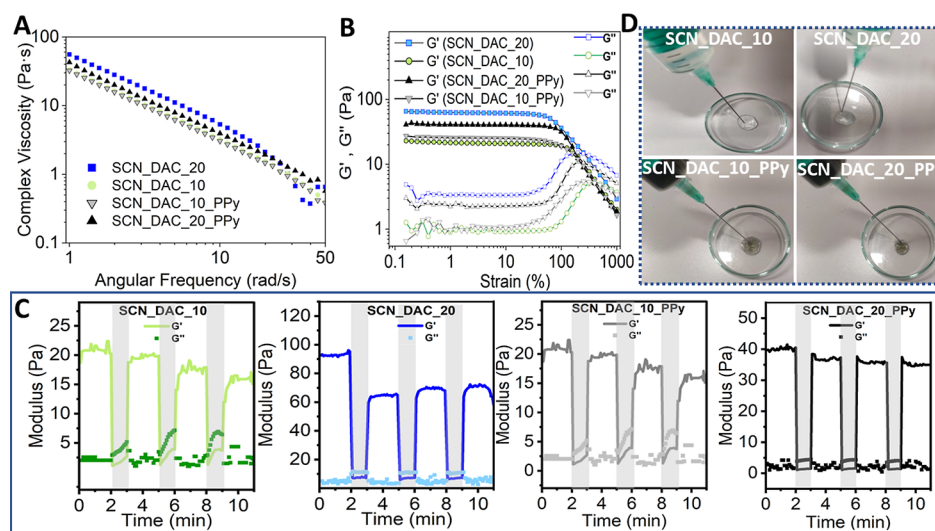 A
Complex Viscosity (Pa·s)
100
10
1
0.1
SCN_DAC_20
SCN_DAC_10
SCN_DAC_10_PPy
SCN_DAC_20_PPy
1
10
50
Angular Frequency (rad/s)
B
G', G'' (Pa)
100
10
1
G' (SCN_DAC_20)
G' (SCN_DAC_10)
G' (SCN_DAC_20_PPy)
G' (SCN_DAC_10_PPy)
G''
G''
G''
G''
0.1
1
10
100
1000
Strain (%)
D
SCN_DAC_10
SCN_DAC_20
SCN_DAC_10_PPy
SCN_DAC_20_PP
C
SCN_DAC_10
G'
G''
Modulus (Pa)
25
20
15
10
5
0
0 2 4 6 8 10
Time (min)
SCN_DAC_20
G'
G''
Modulus (Pa)
120
100
80
60
40
20
0 2 4 6 8 10
Time (min)
SCN_DAC_10_PPy
G'
G''
Modulus (Pa)
25
20
15
10
5
0
0 2 4 6 8 10
Time (min)
SCN_DAC_20_PPy
G'
G''
Modulus (Pa)
50
40
30
20
10
0
0 2 4 6 8 10
Time (min)